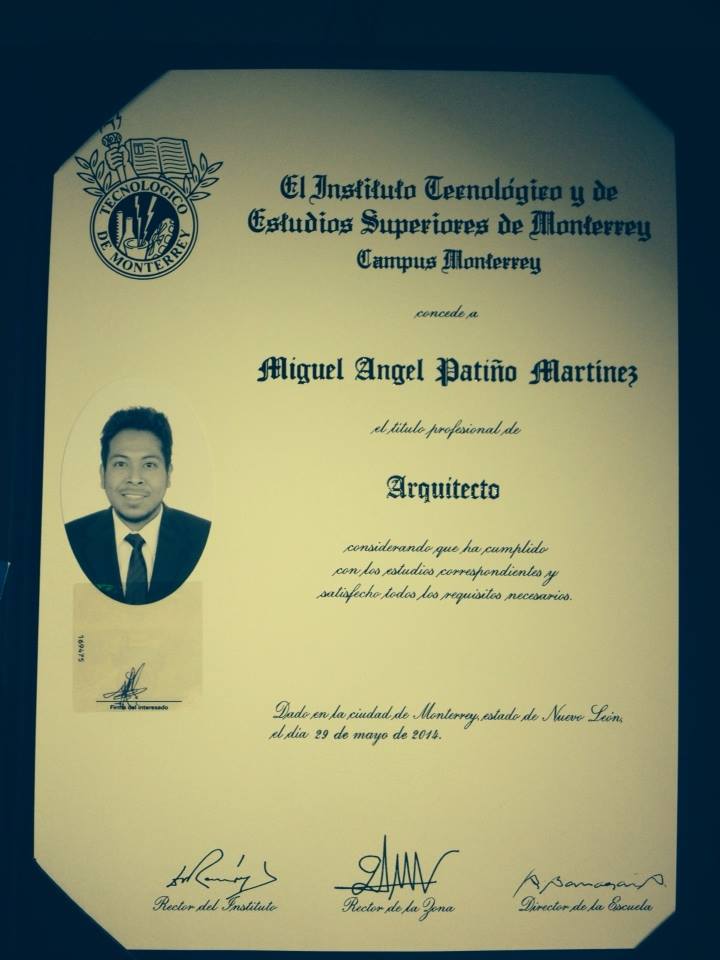 TECNOLOGICO
DE MONTERREY
El Instituto Tecnológico y de
Estudios Superiores de Monterrey
Campus Monterrey
concede a
Miguel Angel Patiño Martínez
el título profesional de
Arquitecto
considerando que ha cumplido
con los estudios correspondientes y
satisfecho todos los requisitos necesarios.
169475
Firma del interesado
Dado en la ciudad de Monterrey, estado de Nuevo León,
el día 29 de mayo de 2014.
Rector del Instituto
Rector de la Zona
Director de la Escuela